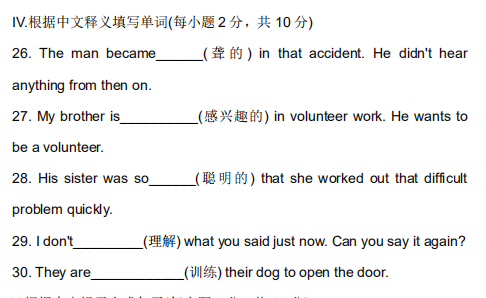 IV.根据中文释义填写单词(每小题2分，共10分)
26. The man became______(聋的) in that accident. He didn't hear
anything from then on.
27. My brother is__________(感兴趣的) in volunteer work. He wants to
be a volunteer.
28. His sister was so______(聪明的) that she worked out that difficult
problem quickly.
29. I don't_________(理解) what you said just now. Can you say it again?
30. They are____________(训练) their dog to open the door.